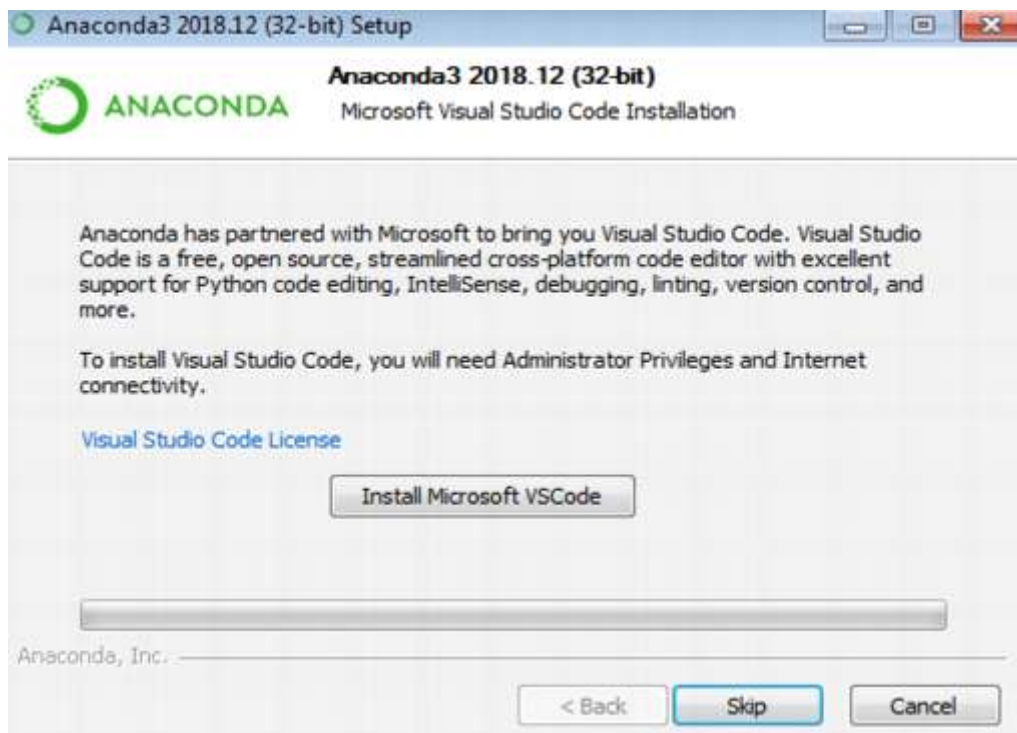 Anaconda3 2018.12 (32-bit) Setup
ANACONDA
Anaconda3 2018.12 (32-bit)
Microsoft Visual Studio Code Installation
Anaconda has partnered with Microsoft to bring you Visual Studio Code. Visual Studio
Code is a free, open source, streamlined cross-platform code editor with excellent
support for Python code editing, IntelliSense, debugging, linting, version control, and
more.
To install Visual Studio Code, you will need Administrator Privileges and Internet
connectivity.
Visual Studio Code License
Install Microsoft VSCode
Anaconda, Inc.
< Back
Skip
Cancel